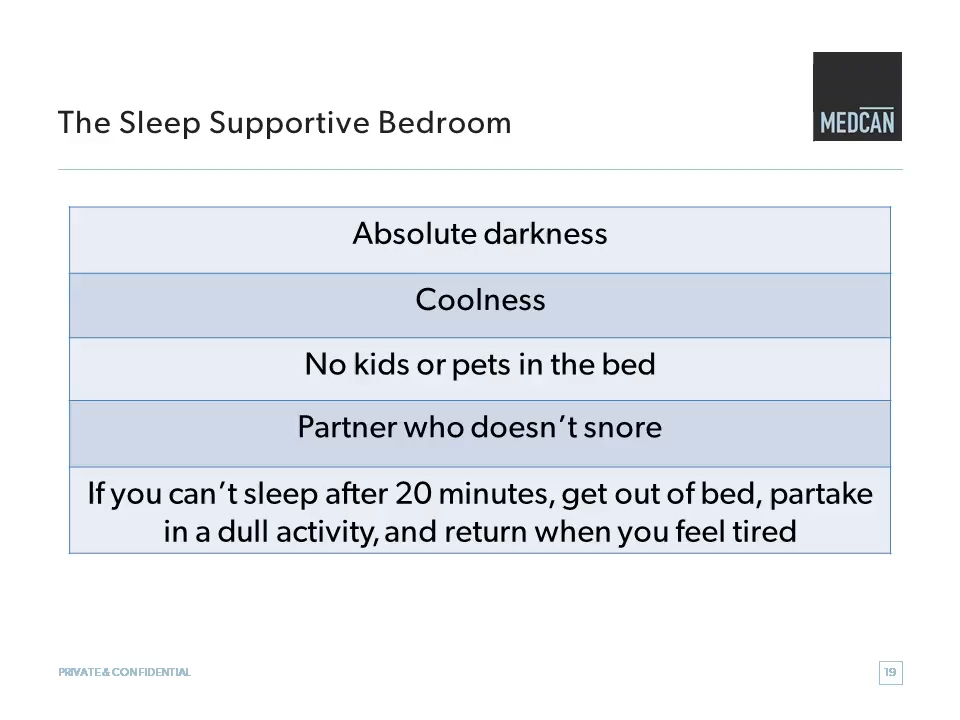 The Sleep Supportive Bedroom
MEDCAN
Absolute darkness
Coolness
No kids or pets in the bed
Partner who doesn’t snore
If you can’t sleep after 20 minutes, get out of bed, partake
in a dull activity, and return when you feel tired
PRIVATE & CONFIDENTIAL
19